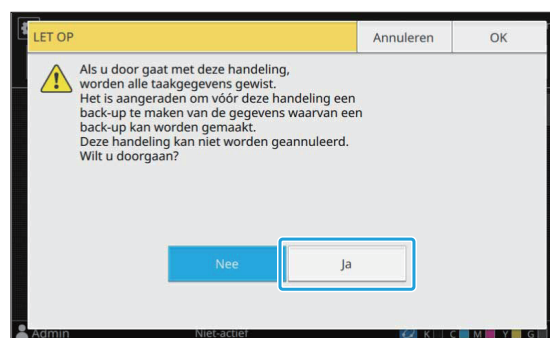 LET OP
Annuleren
OK
Als u door gaat met deze handeling,
worden alle taakgegevens gewist.
Het is aangeraden om vóór deze handeling een
back-up te maken van de gegevens waarvan een
back-up kan worden gemaakt.
Deze handeling kan niet worden geannuleerd.
Wilt u doorgaan?
Nee
Ja
Admin
Niet-actief
K C M Y G